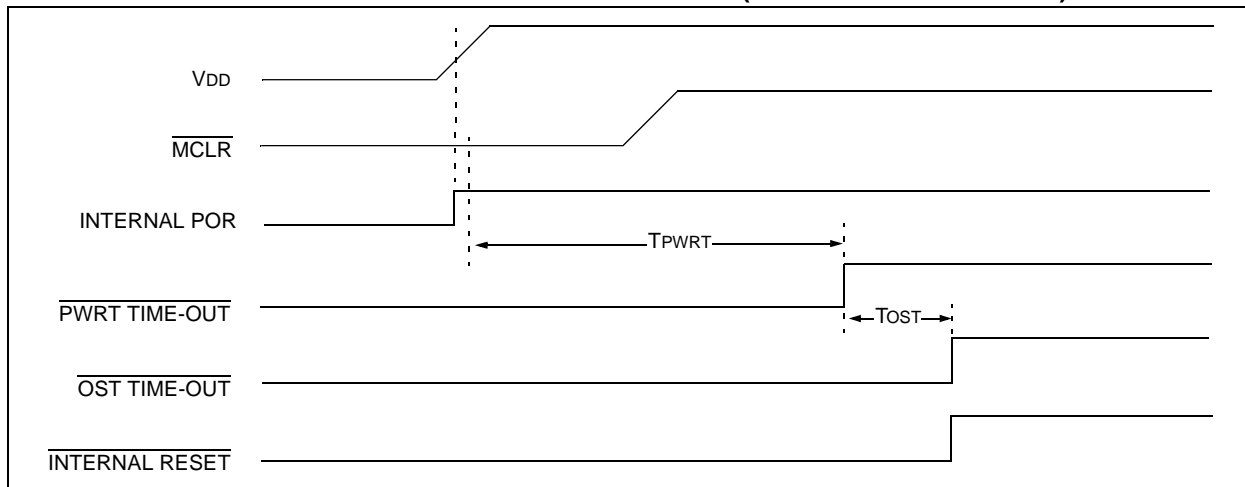 VDD
MCLR
INTERNAL POR
TPWRT
PWRT TIME-OUT
TOST
OST TIME-OUT
INTERNAL RESET